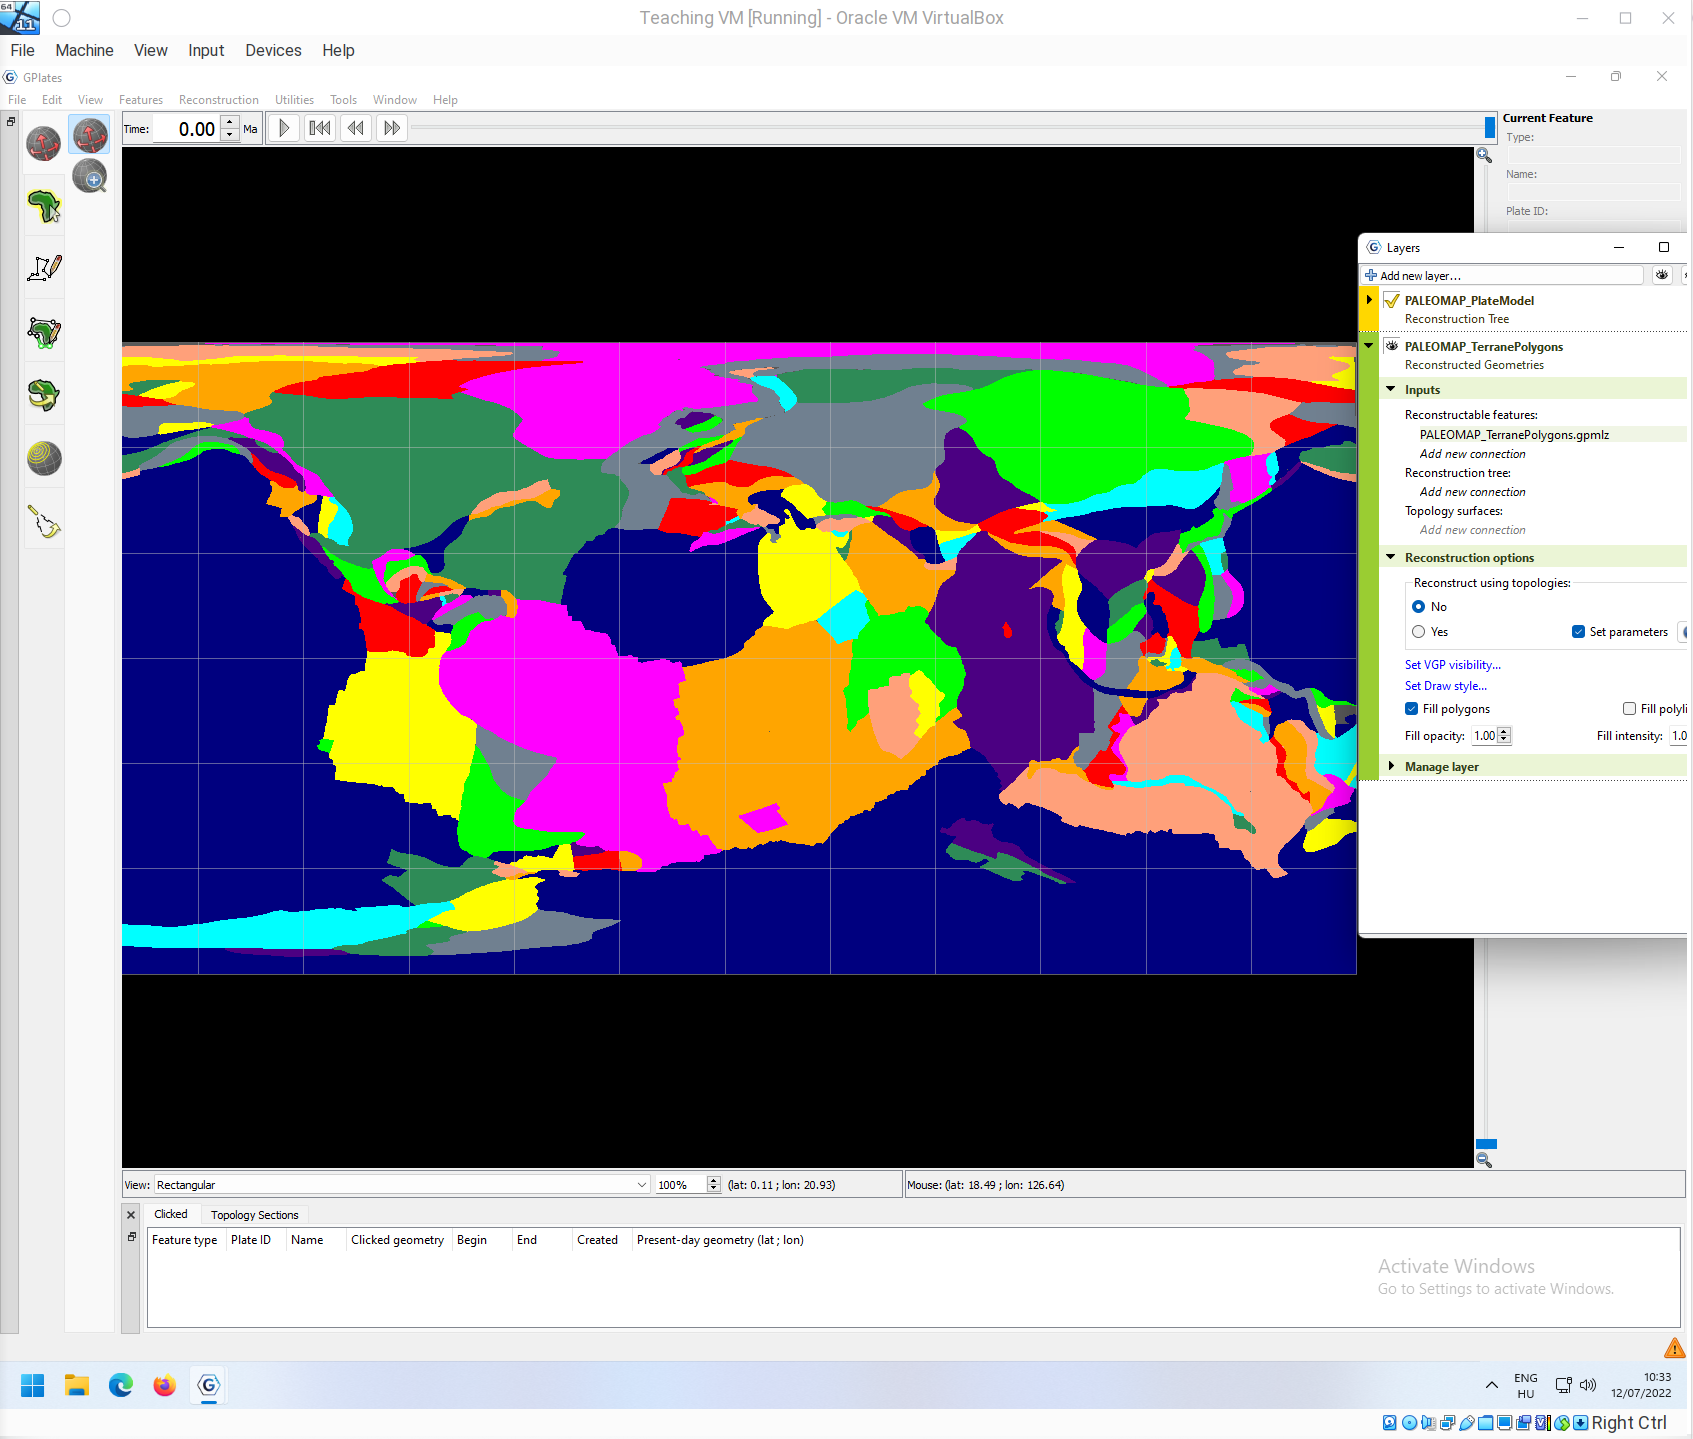 64
11
Teaching VM [Running] - Oracle VM VirtualBox
File Machine View Input Devices Help
GPlates
File Edit View Features Reconstruction Utilities Tools Window Help
Time: 0.00 Ma
Current Feature
Type:
Name:
Plate ID:
Layers
Add new layer...
PALEOMAP_PlateModel
Reconstruction Tree
PALEOMAP_TerranePolygons
Reconstructed Geometries
Inputs
Reconstructable features:
PALEOMAP_TerranePolygons.gpmlz
Add new connection
Reconstruction tree:
Add new connection
Topology surfaces:
Add new connection
Reconstruction options
Reconstruct using topologies:
No
Yes Set parameters
Set VGP visibility...
Set Draw style...
Fill polygons Fill polyli
Fill opacity: 1.00 Fill intensity: 1.0
Manage layer
View: Rectangular 100% (lat: 0.11 ; lon: 20.93) Mouse: (lat: 18.49 ; lon: 126.64)
Clicked Topology Sections
Feature type Plate ID Name Clicked geometry Begin End Created Present-day geometry (lat ; lon)
Activate Windows
Go to Settings to activate Windows.
ENG
HU
10:33
12/07/2022
Right Ctrl